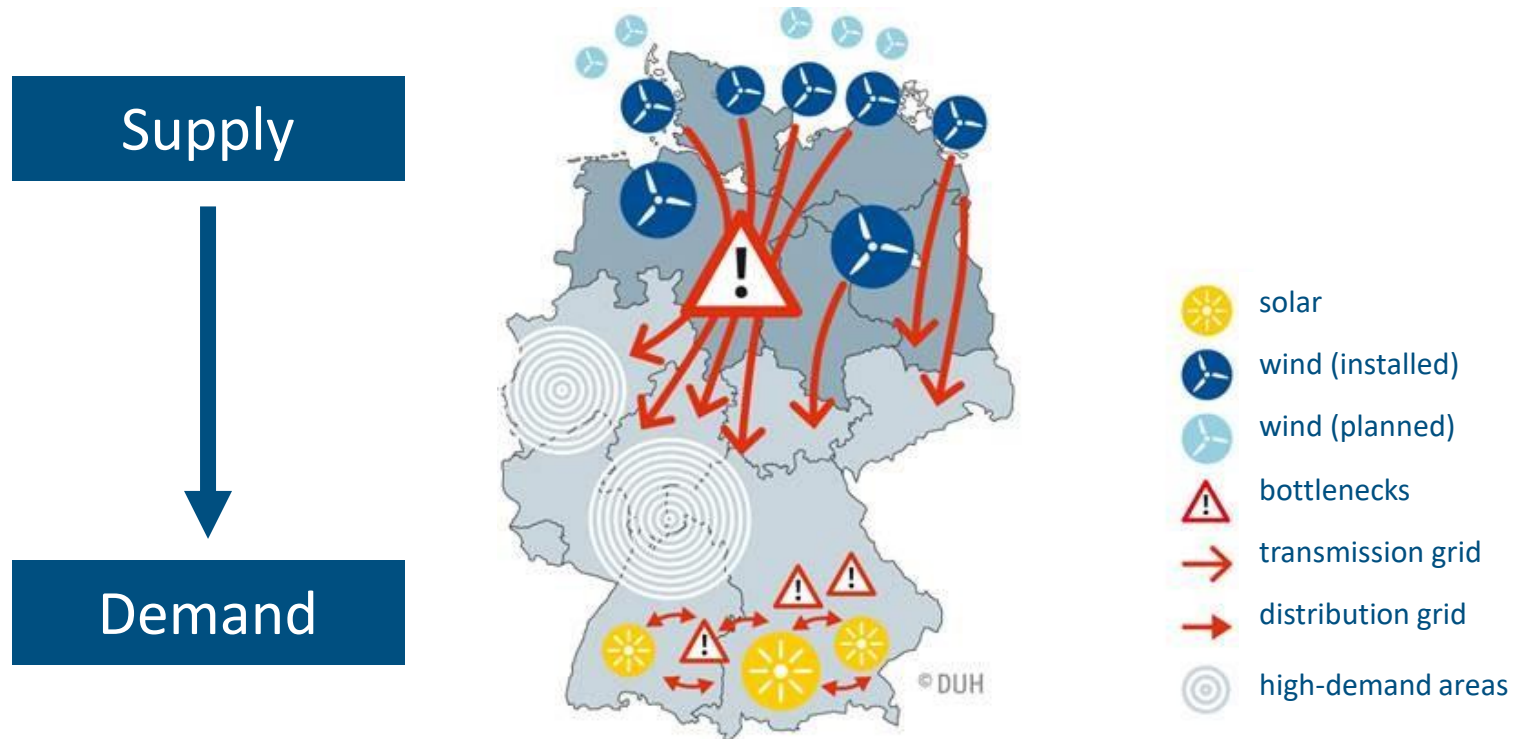 Supply
Demand
!
!
!
!
© DUH
solar
wind (installed)
wind (planned)
!
bottlenecks
transmission grid
distribution grid
high-demand areas